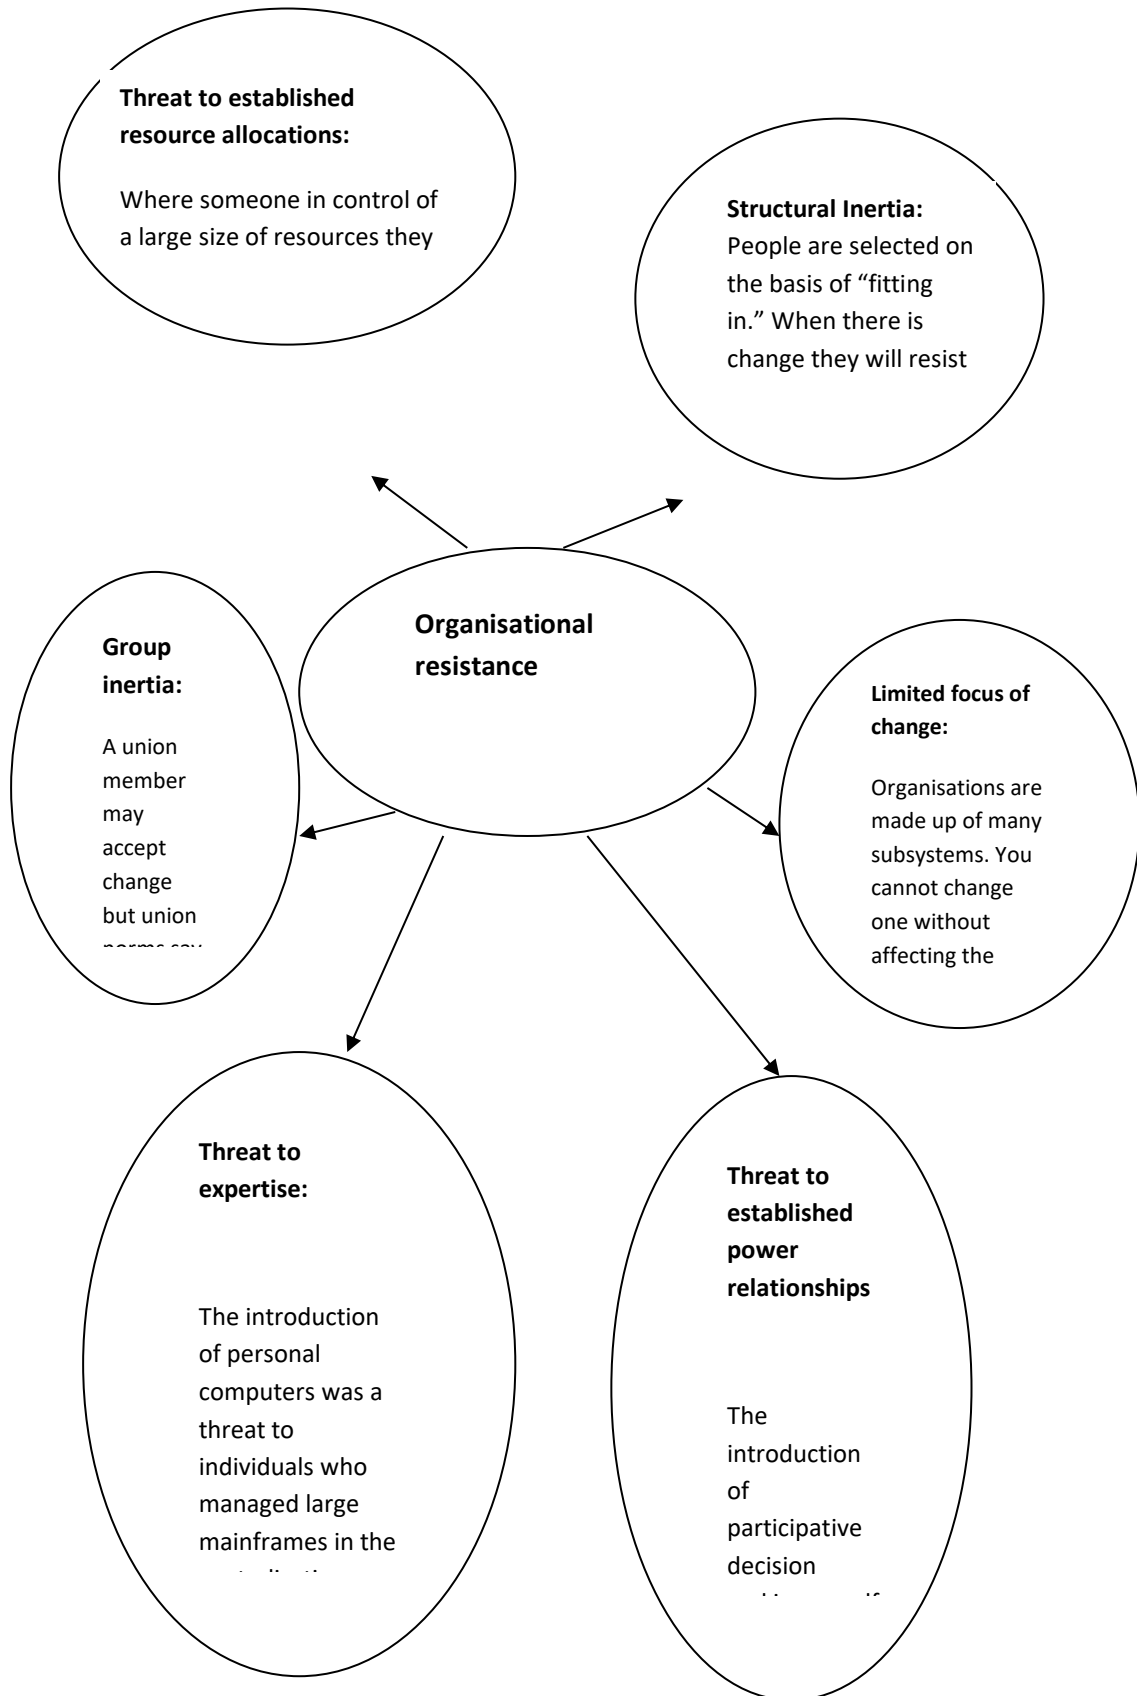 Threat to established
resource allocations:
Where someone in control of
a large size of resources they
Structural Inertia:
People are selected on
the basis of “fitting
in.” When there is
change they will resist
Organisational
resistance
Group
inertia:
A union
member
may
accept
change
but union
Limited focus of
change:
Organisations are
made up of many
subsystems. You
cannot change
one without
affecting the
Threat to
expertise:
The introduction
of personal
computers was a
threat to
individuals who
managed large
mainframes in the
Threat to
established
power
relationships
The
introduction
of
participative
decision